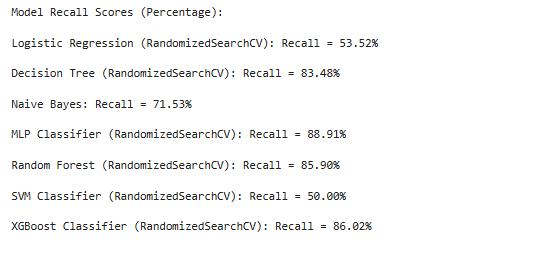 Model Recall Scores (Percentage):
Logistic Regression (RandomizedSearchCV): Recall = 53.52%
Decision Tree (RandomizedSearchCV): Recall = 83.48%
Naive Bayes: Recall = 71.53%
MLP Classifier (RandomizedSearchCV): Recall = 88.91%
Random Forest (RandomizedSearchCV): Recall = 85.90%
SVM Classifier (RandomizedSearchCV): Recall = 50.00%
XGBoost Classifier (RandomizedSearchCV): Recall = 86.02%